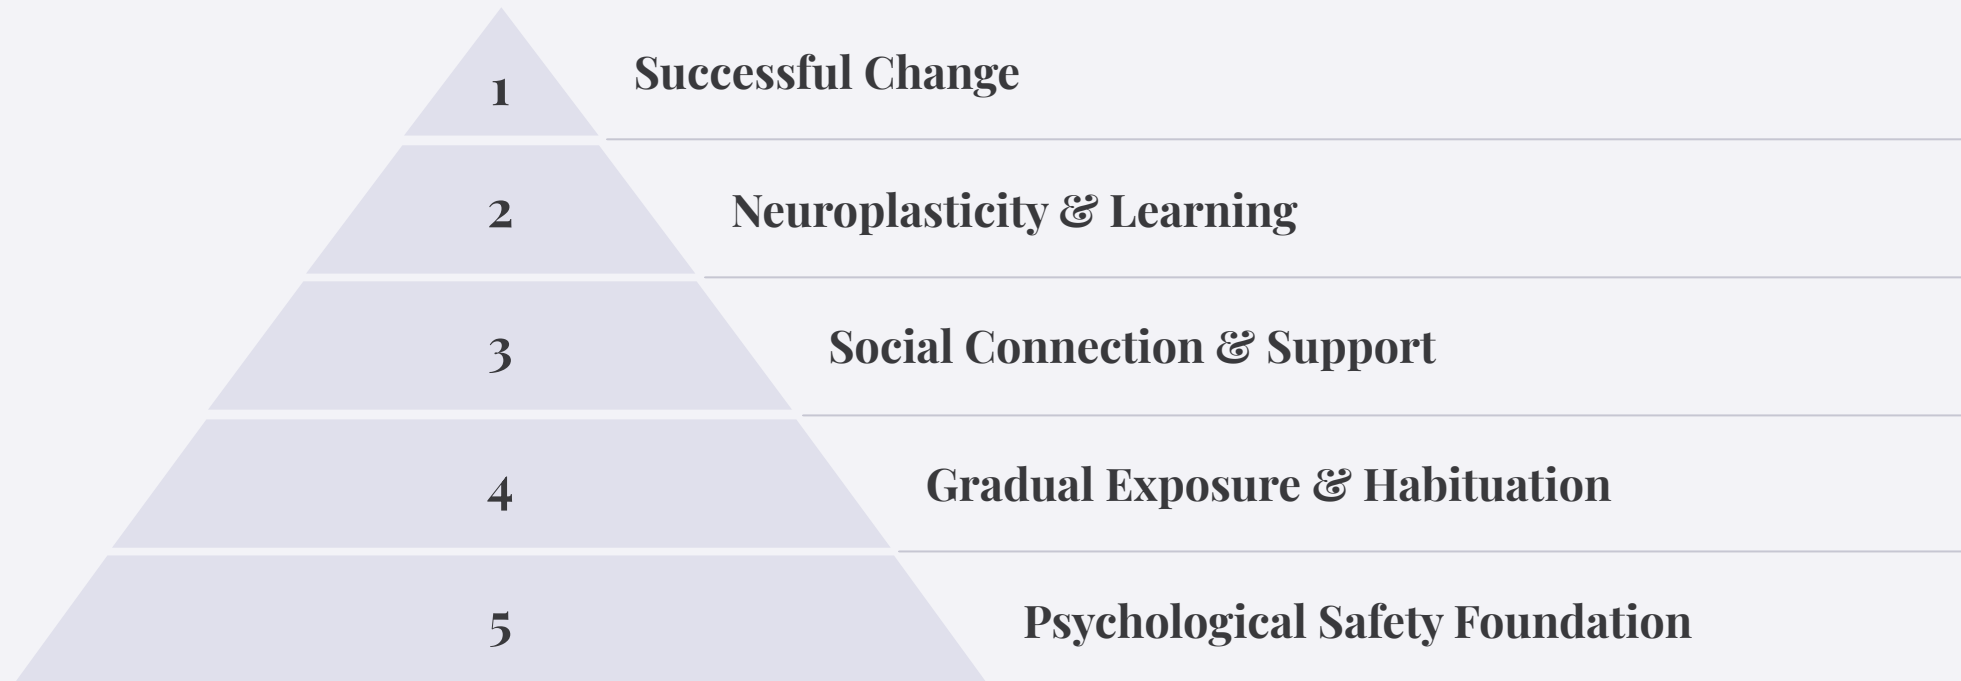 1
Successful Change
2
Neuroplasticity & Learning
3
Social Connection & Support
4
Gradual Exposure & Habituation
5
Psychological Safety Foundation